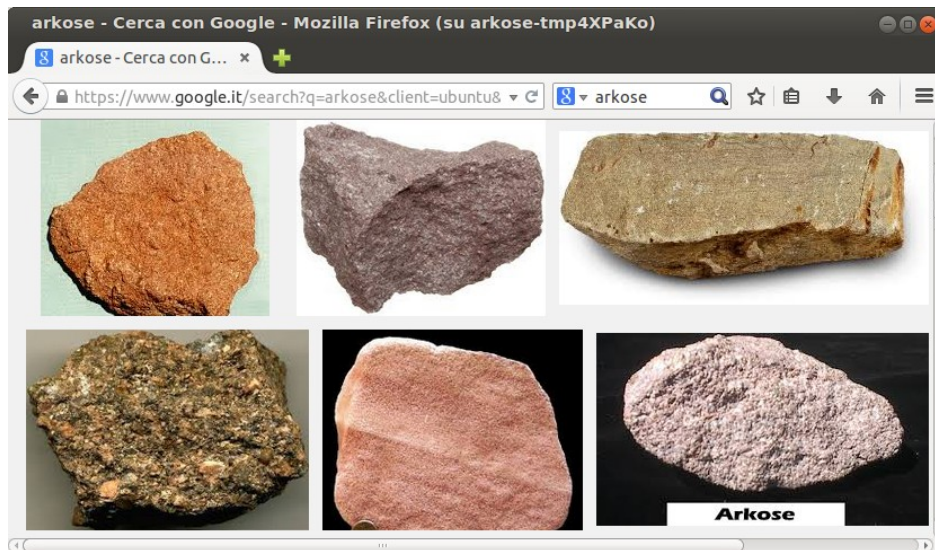 arkose - Cerca con Google - Mozilla Firefox (su arkose-tmp4XPaKo)
arkose - Cerca con G...
https://www.google.it/search?q=arkose&client=ubuntu&
arkose
Arkose